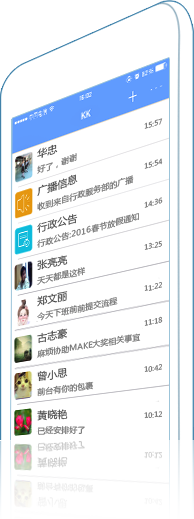 16:02
82%
KK
华忠
15:57
好了，谢谢
广播信息
15:54
收到来自行政服务部的广播
行政公告
14:36
行政公告:2016春节放假通知
张亮亮
13:25
天天都是这样
郑文丽
11:22
今天下班前前提交流程
古志豪
11:18
麻烦协助MAKE大奖相关事宜
曾小思
10:42
前台有你的包裹
黄晓艳
10:12
已经安排好了